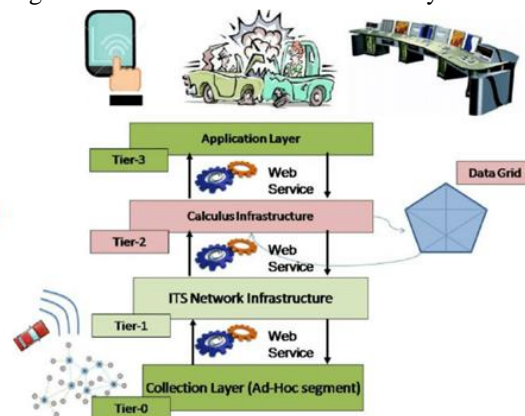 Application Layer
Tier-3
Web
Service
Data Grid
Calculus Infrastructure
Tier-2
Web
Service
ITS Network Infrastructure
Tier-1
Web
Service
Collection Layer (Ad-Hoc segment)
Tier-0